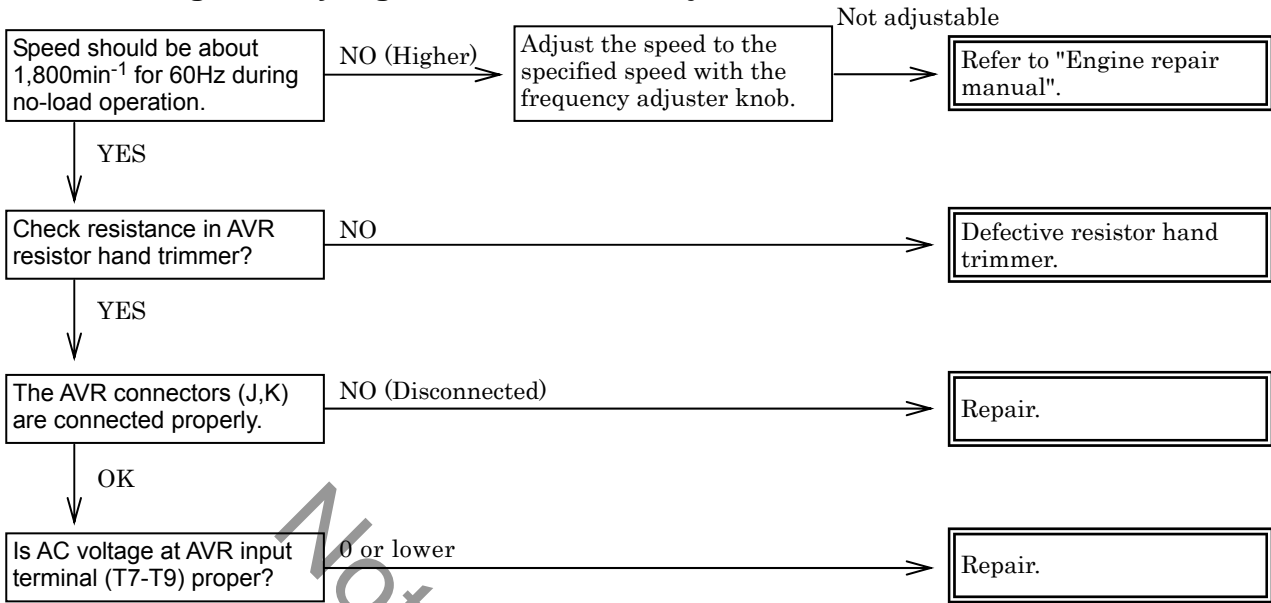 Not adjustable
Speed should be about
1,800min-1 for 60Hz during
no-load operation.
NO (Higher)
Adjust the speed to the
specified speed with the
frequency adjuster knob.
Refer to "Engine repair
manual".
YES
Check resistance in AVR
resistor hand trimmer?
NO
Defective resistor hand
trimmer.
YES
The AVR connectors (J,K)
are connected properly.
NO (Disconnected)
Repair.
OK
Is AC voltage at AVR input
terminal (T7-T9) proper?
0 or lower
Repair.
Not